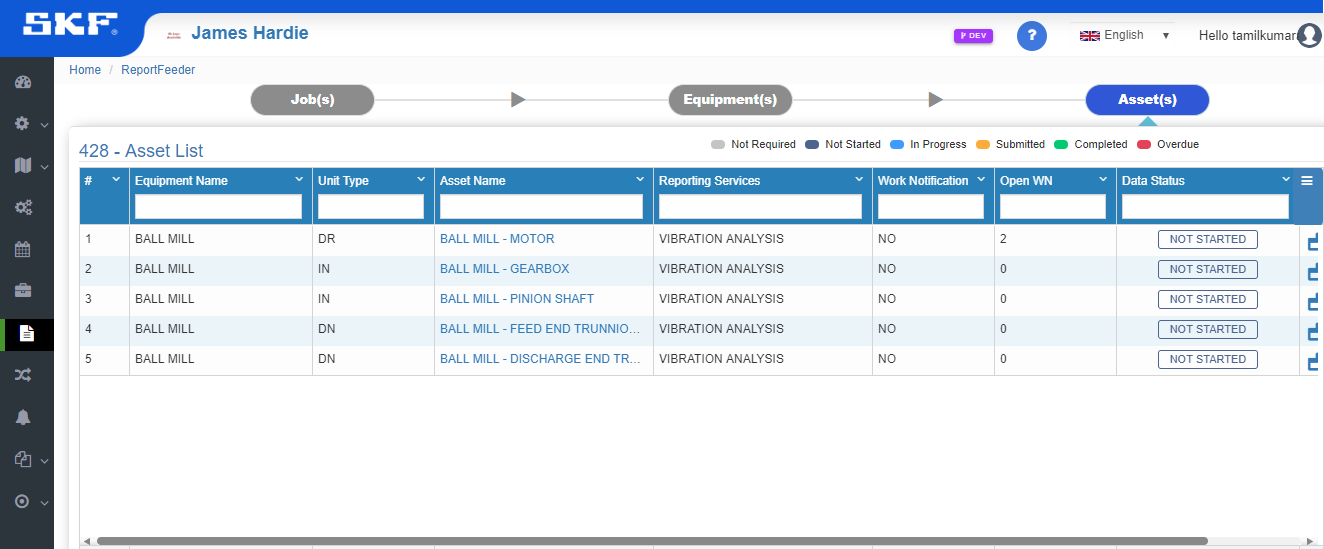 SKF®
James Hardie
DEV
?
English
Hello tamilkumar
Home / ReportFeeder
Job(s)
Equipment(s)
Asset(s)
428 - Asset List
Not Required
Not Started
In Progress
Submitted
Completed
Overdue
# Equipment Name Unit Type Asset Name Reporting Services Work Notification Open WN Data Status
1 BALL MILL DR BALL MILL - MOTOR VIBRATION ANALYSIS NO 2 NOT STARTED
2 BALL MILL IN BALL MILL - GEARBOX VIBRATION ANALYSIS NO 0 NOT STARTED
3 BALL MILL IN BALL MILL - PINION SHAFT VIBRATION ANALYSIS NO 0 NOT STARTED
4 BALL MILL DN BALL MILL - FEED END TRUNNIO... VIBRATION ANALYSIS NO 0 NOT STARTED
5 BALL MILL DN BALL MILL - DISCHARGE END TR... VIBRATION ANALYSIS NO 0 NOT STARTED